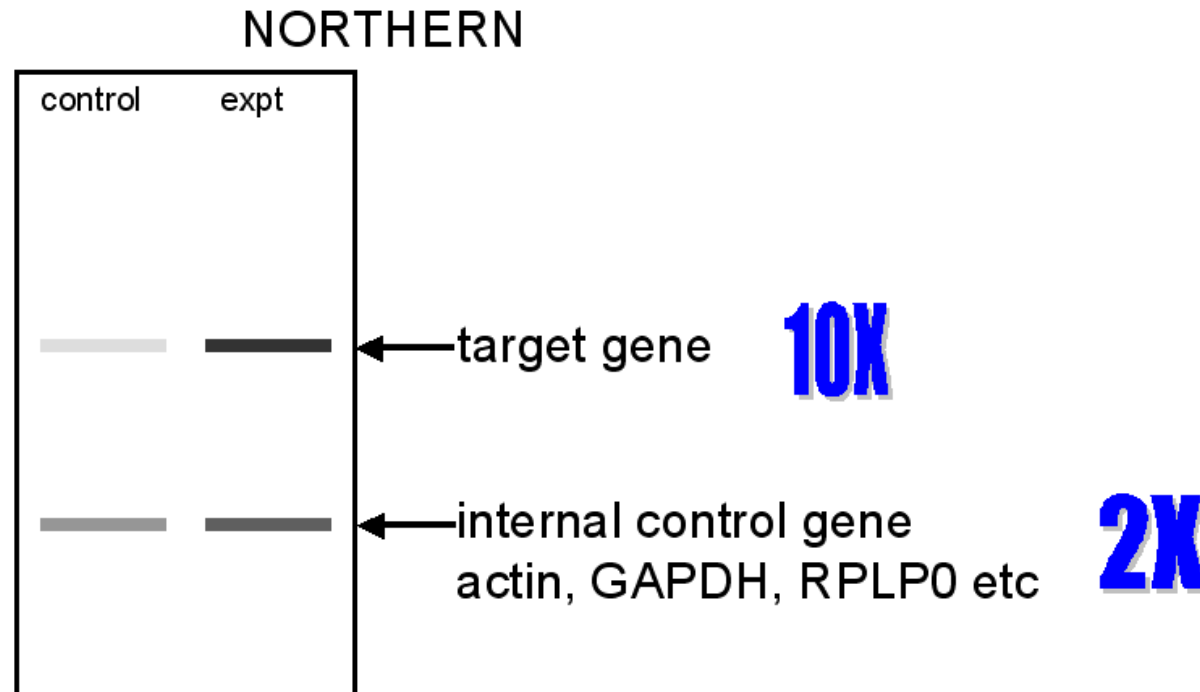 NORTHERN
control expt
target gene 10X
internal control gene 2X
actin, GAPDH, RPLP0 etc